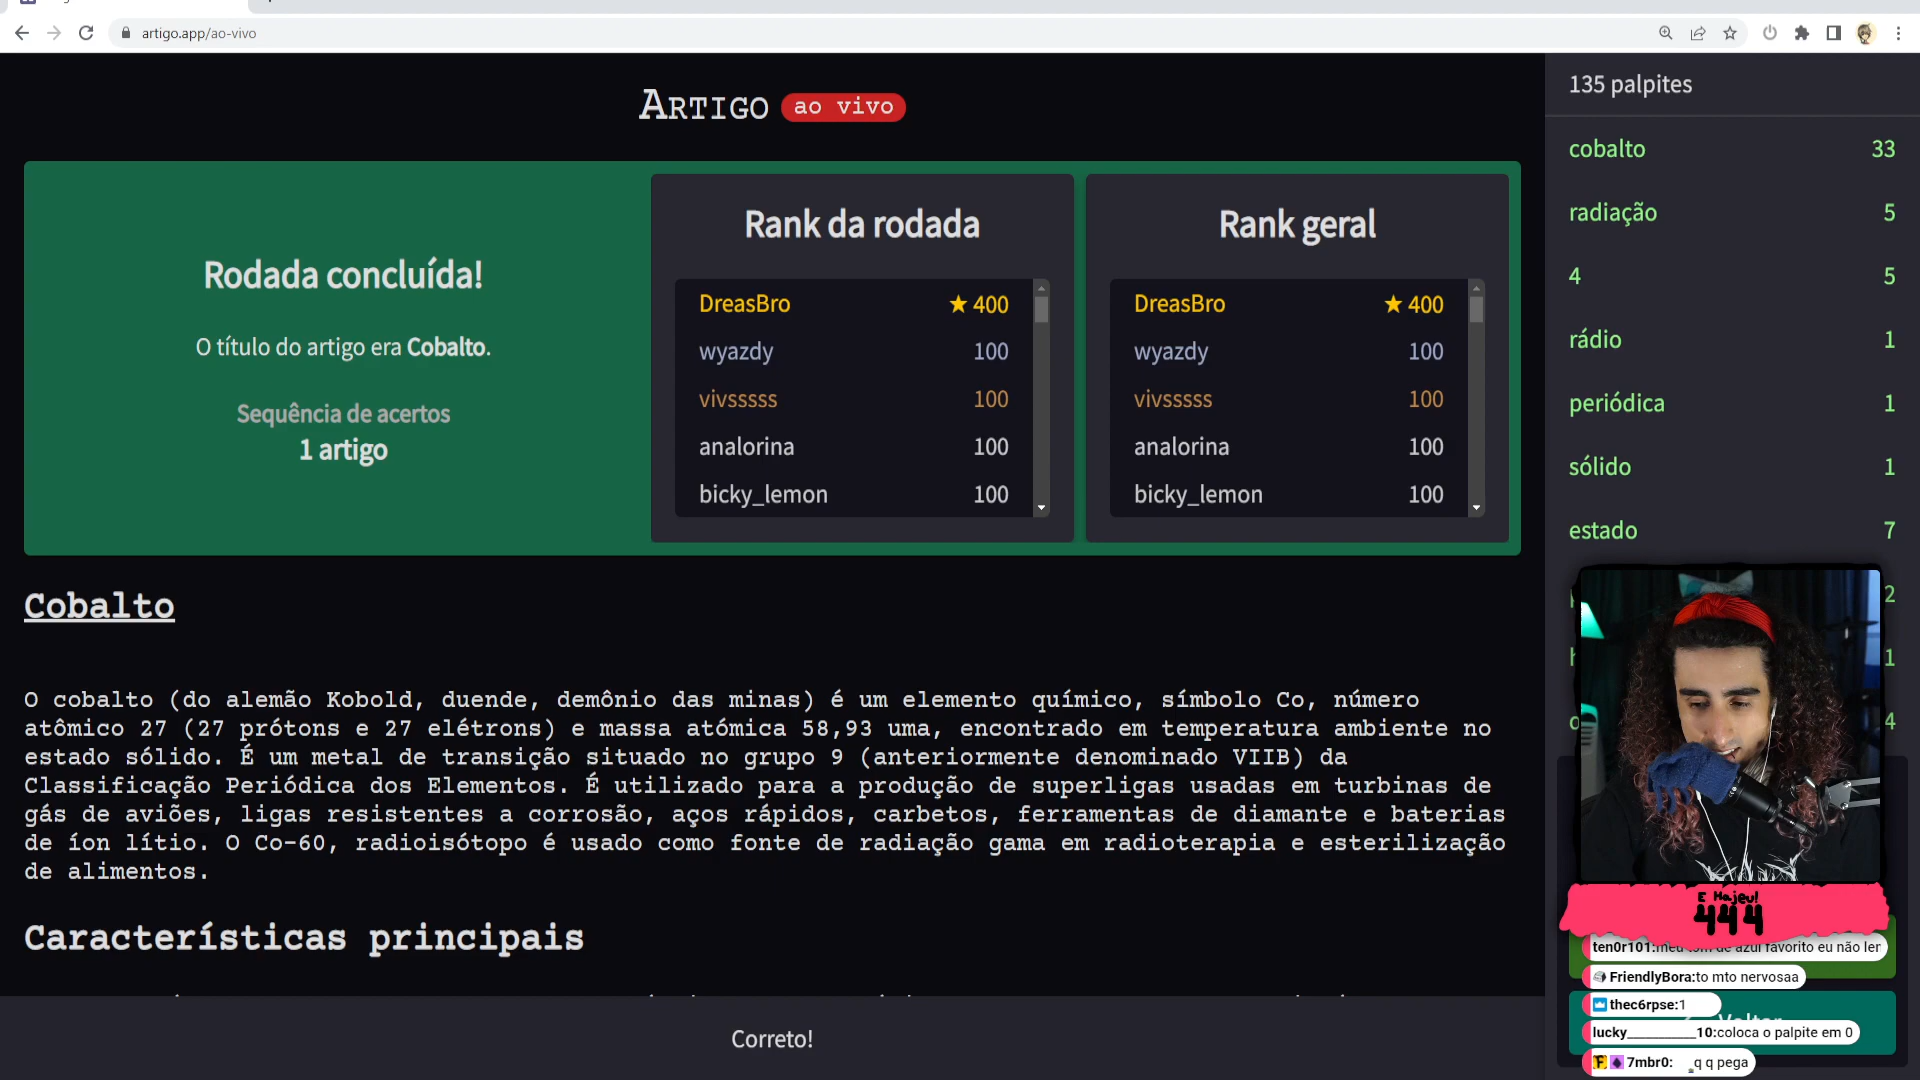 artigo.app/ao-vivo
ARTIGO ao vivo
Rodada concluída!
O título do artigo era Cobalto.
Sequência de acertos
1 artigo
Rank da rodada
DreasBro ★ 400
wyazdy 100
vivsssss 100
analorina 100
bicky_lemon 100
Rank geral
DreasBro ★ 400
wyazdy 100
vivsssss 100
analorina 100
bicky_lemon 100
Cobalto
O cobalto (do alemão Kobold, duende, demônio das minas) é um elemento químico, símbolo Co, número
atômico 27 (27 prótons e 27 elétrons) e massa atómica 58,93 uma, encontrado em temperatura ambiente no
estado sólido. É um metal de transição situado no grupo 9 (anteriormente denominado VIIB) da
Classificação Periódica dos Elementos. É utilizado para a produção de superligas usadas em turbinas de
gás de aviões, ligas resistentes a corrosão, aços rápidos, carbetos, ferramentas de diamante e baterias
de íon lítio. O Co-60, radioisótopo é usado como fonte de radiação gama em radioterapia e esterilização
de alimentos.
Características principais
Correto!
135 palpites
cobalto 33
radiação 5
4 5
rádio 1
periódica 1
sólido 1
estado 7
2
1
4
E Hajeu!
444
ten0r101:meu tom de azul favorito eu não ler
FriendlyBora:to mto nervosaa
thec6rpse:1
Voltar
lucky__________10:coloca o palpite em 0
7mbr0: q q pega